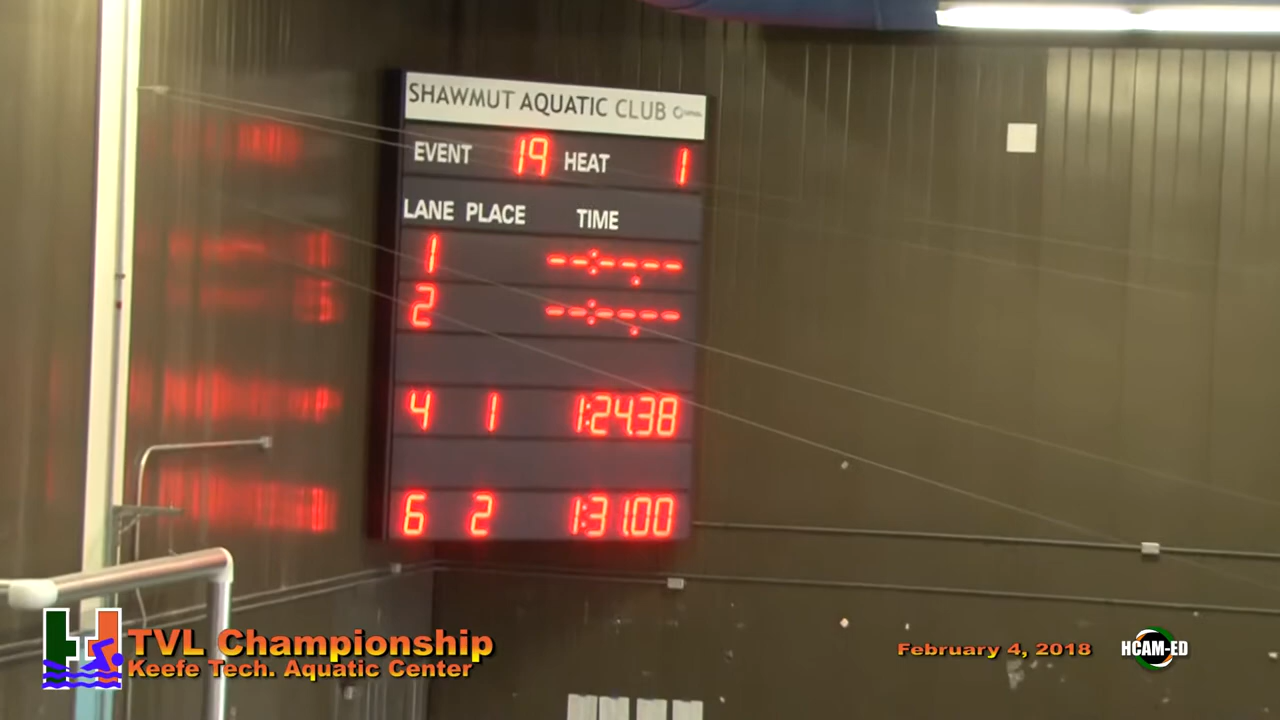 SHAWMUT AQUATIC CLUB
EVENT 19 HEAT 1
LANE PLACE TIME
1 --:--.--
2 --:--.--
4 1 1:24.38
6 2 1:31.00
TVL Championship
Keefe Tech. Aquatic Center
February 4, 2018
HCAM-ED